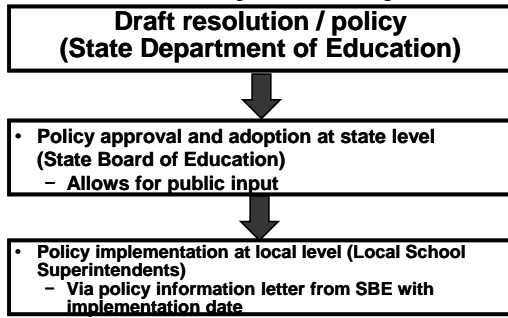 Draft resolution / policy
(State Department of Education)
• Policy approval and adoption at state level
(State Board of Education)
– Allows for public input
• Policy implementation at local level (Local School
Superintendents)
– Via policy information letter from SBE with
implementation date